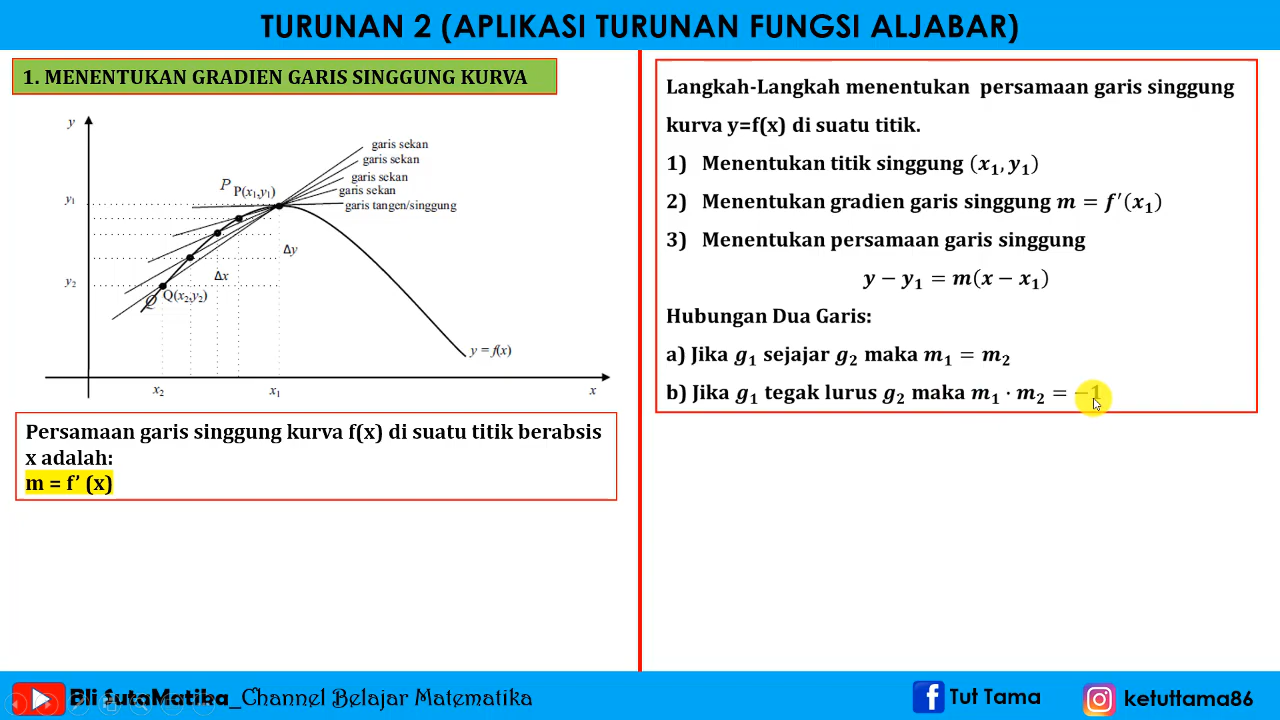 TURUNAN 2 (APLIKASI TURUNAN FUNGSI ALJABAR)
1. MENENTUKAN GRADIEN GARIS SINGGUNG KURVA
y
garis sekan
garis sekan
garis sekan
garis sekan
garis tangen/singgung
P P(x₁,y₁)
y₁
Δy
Δx
y₂
Q Q(x₂,y₂)
y = f(x)
x₂
x₁
x
Persamaan garis singgung kurva f(x) di suatu titik berabsis
x adalah:
m = f’ (x)
Langkah-Langkah menentukan persamaan garis singgung
kurva y=f(x) di suatu titik.
1) Menentukan titik singgung (x₁, y₁)
2) Menentukan gradien garis singgung m = f′(x₁)
3) Menentukan persamaan garis singgung
y − y₁ = m(x − x₁)
Hubungan Dua Garis:
a) Jika g₁ sejajar g₂ maka m₁ = m₂
b) Jika g₁ tegak lurus g₂ maka m₁ · m₂ = −1
Bli SutaMatika_Channel Belajar Matematika
Tut Tama
ketuttama86